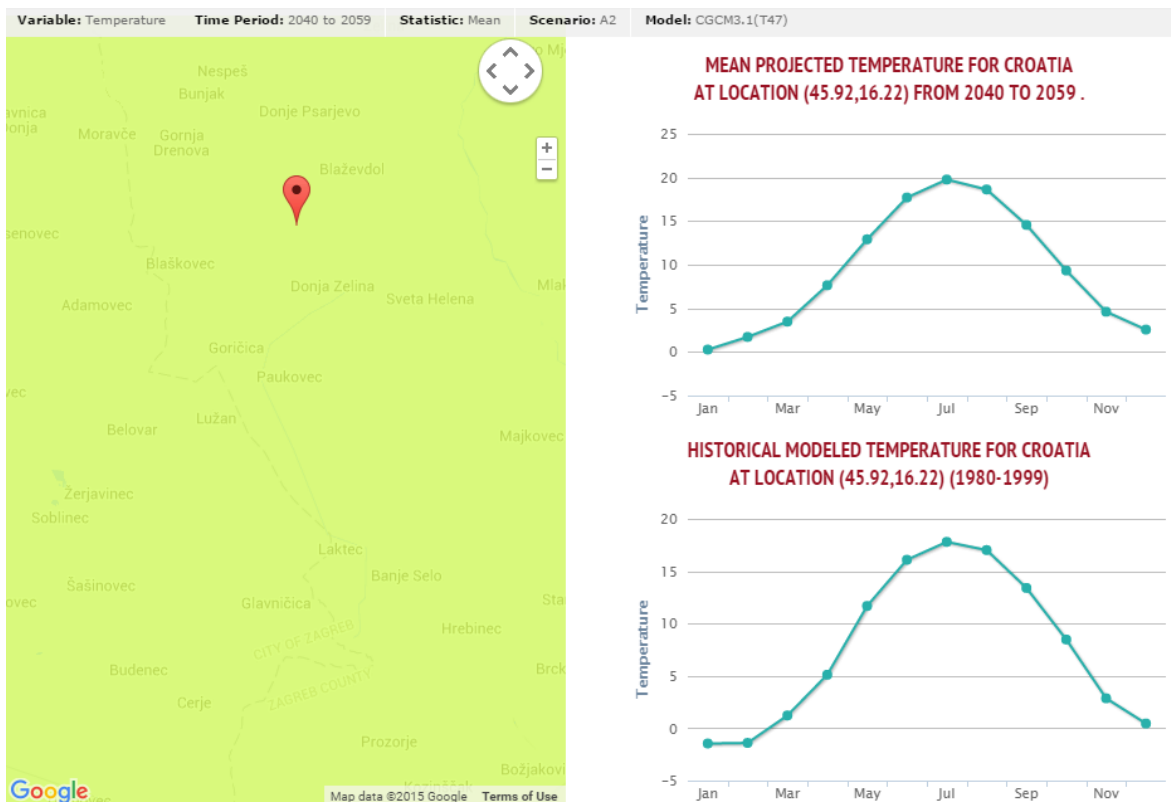 Variable: Temperature Time Period: 2040 to 2059 Statistic: Mean Scenario: A2 Model: CGCM3.1(T47)
Nespeš
Bunjak
Donje Psarjevo
Moravče
Gornja
Drenova
Blaževdol
Blaškovec
Donja Zelina
Sveta Helena
Adamovec
Goričica
Paukovec
Lužan
Belovar
Majkovec
Žerjavinec
Soblinec
Laktec
Banje Selo
Šašinovec
Glavničica
Hrebinec
CITY OF ZAGREB
Budenec
ZAGREB COUNTY
Cerje
Prozorje
Google
Map data ©2015 Google Terms of Use
+
−
MEAN PROJECTED TEMPERATURE FOR CROATIA
AT LOCATION (45.92,16.22) FROM 2040 TO 2059 .
25
20
15
10
5
0
−5
Temperature
Jan Mar May Jul Sep Nov
HISTORICAL MODELED TEMPERATURE FOR CROATIA
AT LOCATION (45.92,16.22) (1980-1999)
20
15
10
5
0
−5
Temperature
Jan Mar May Jul Sep Nov